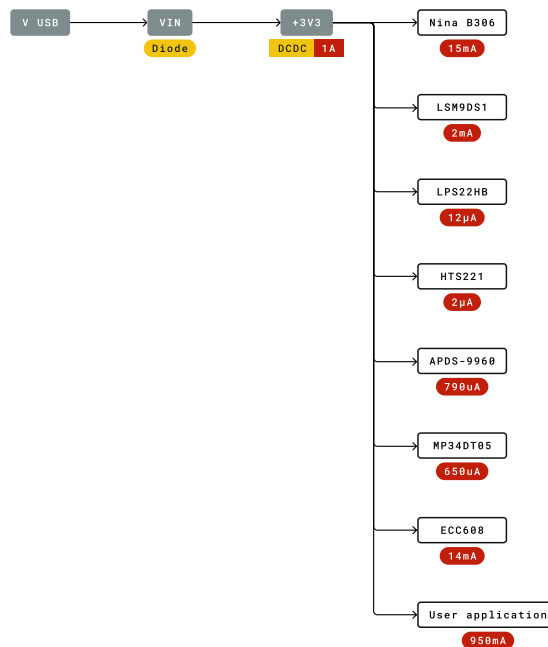 V USB
VIN
+3V3
Nina B306
Diode
DCDC 1A
15mA
LSM9DS1
2mA
LPS22HB
12µA
HTS221
2µA
APDS-9960
790uA
MP34DT05
650uA
ECC608
14mA
User application
950mA